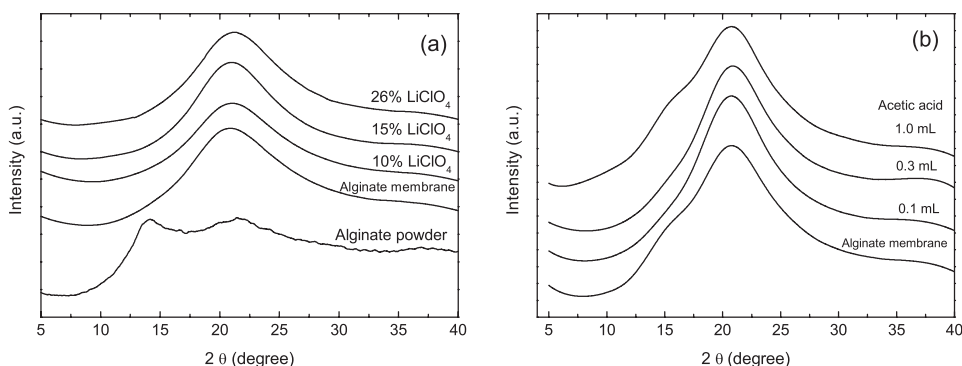 (a)
26% LiClO4
15% LiClO4
10% LiClO4
Alginate membrane
Alginate powder
Intensity (a.u.)
5 10 15 20 25 30 35 40
2 θ (degree)
(b)
Acetic acid
1.0 mL
0.3 mL
0.1 mL
Alginate membrane
Intensity (a.u.)
5 10 15 20 25 30 35 40
2 θ (degree)